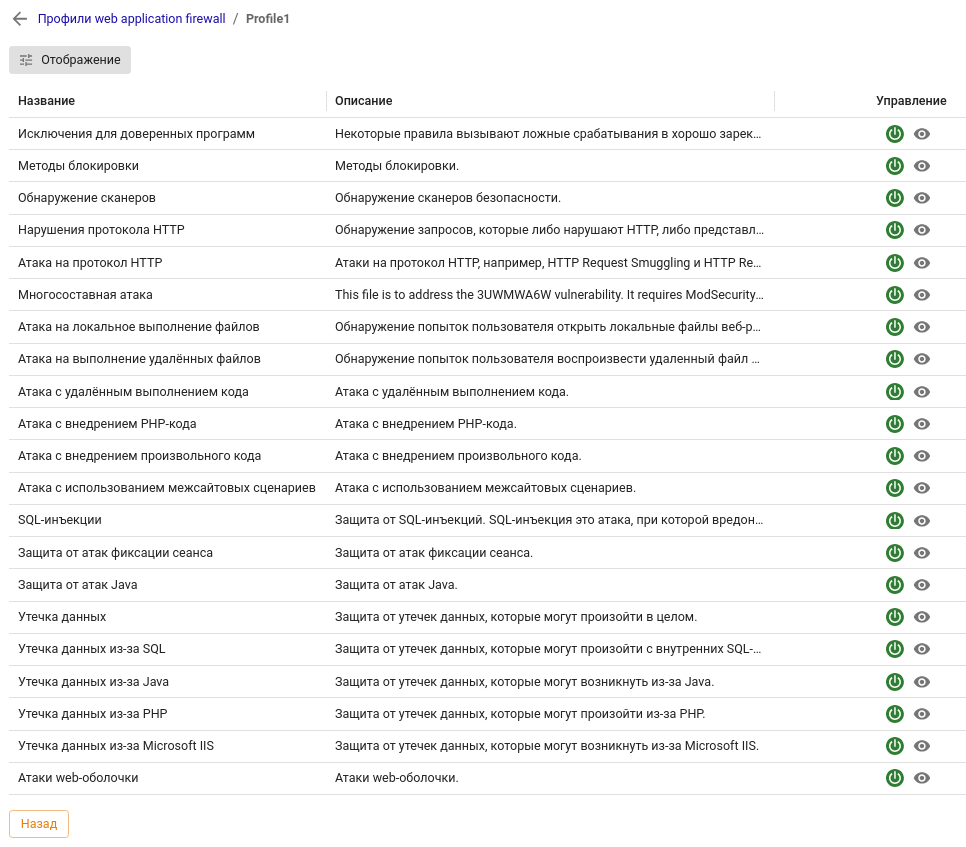 Профили web application firewall / Profile1
Отображение
Название Описание Управление
Исключения для доверенных программ Некоторые правила вызывают ложные срабатывания в хорошо зарек...
Методы блокировки Методы блокировки.
Обнаружение сканеров Обнаружение сканеров безопасности.
Нарушения протокола HTTP Обнаружение запросов, которые либо нарушают HTTP, либо представл...
Атака на протокол HTTP Атаки на протокол HTTP, например, HTTP Request Smuggling и HTTP Re...
Многосоставная атака This file is to address the 3UWMWA6W vulnerability. It requires ModSecurity...
Атака на локальное выполнение файлов Обнаружение попыток пользователя открыть локальные файлы веб-р...
Атака на выполнение удалённых файлов Обнаружение попыток пользователя воспроизвести удаленный файл ...
Атака с удалённым выполнением кода Атака с удалённым выполнением кода.
Атака с внедрением PHP-кода Атака с внедрением PHP-кода.
Атака с внедрением произвольного кода Атака с внедрением произвольного кода.
Атака с использованием межсайтовых сценариев Атака с использованием межсайтовых сценариев.
SQL-инъекции Защита от SQL-инъекций. SQL-инъекция это атака, при которой вредон...
Защита от атак фиксации сеанса Защита от атак фиксации сеанса.
Защита от атак Java Защита от атак Java.
Утечка данных Защита от утечек данных, которые могут произойти в целом.
Утечка данных из-за SQL Защита от утечек данных, которые могут произойти с внутренних SQL-...
Утечка данных из-за Java Защита от утечек данных, которые могут возникнуть из-за Java.
Утечка данных из-за PHP Защита от утечек данных, которые могут произойти из-за PHP.
Утечка данных из-за Microsoft IIS Защита от утечек данных, которые могут возникнуть из-за Microsoft IIS.
Атаки web-оболочки Атаки web-оболочки.
Назад